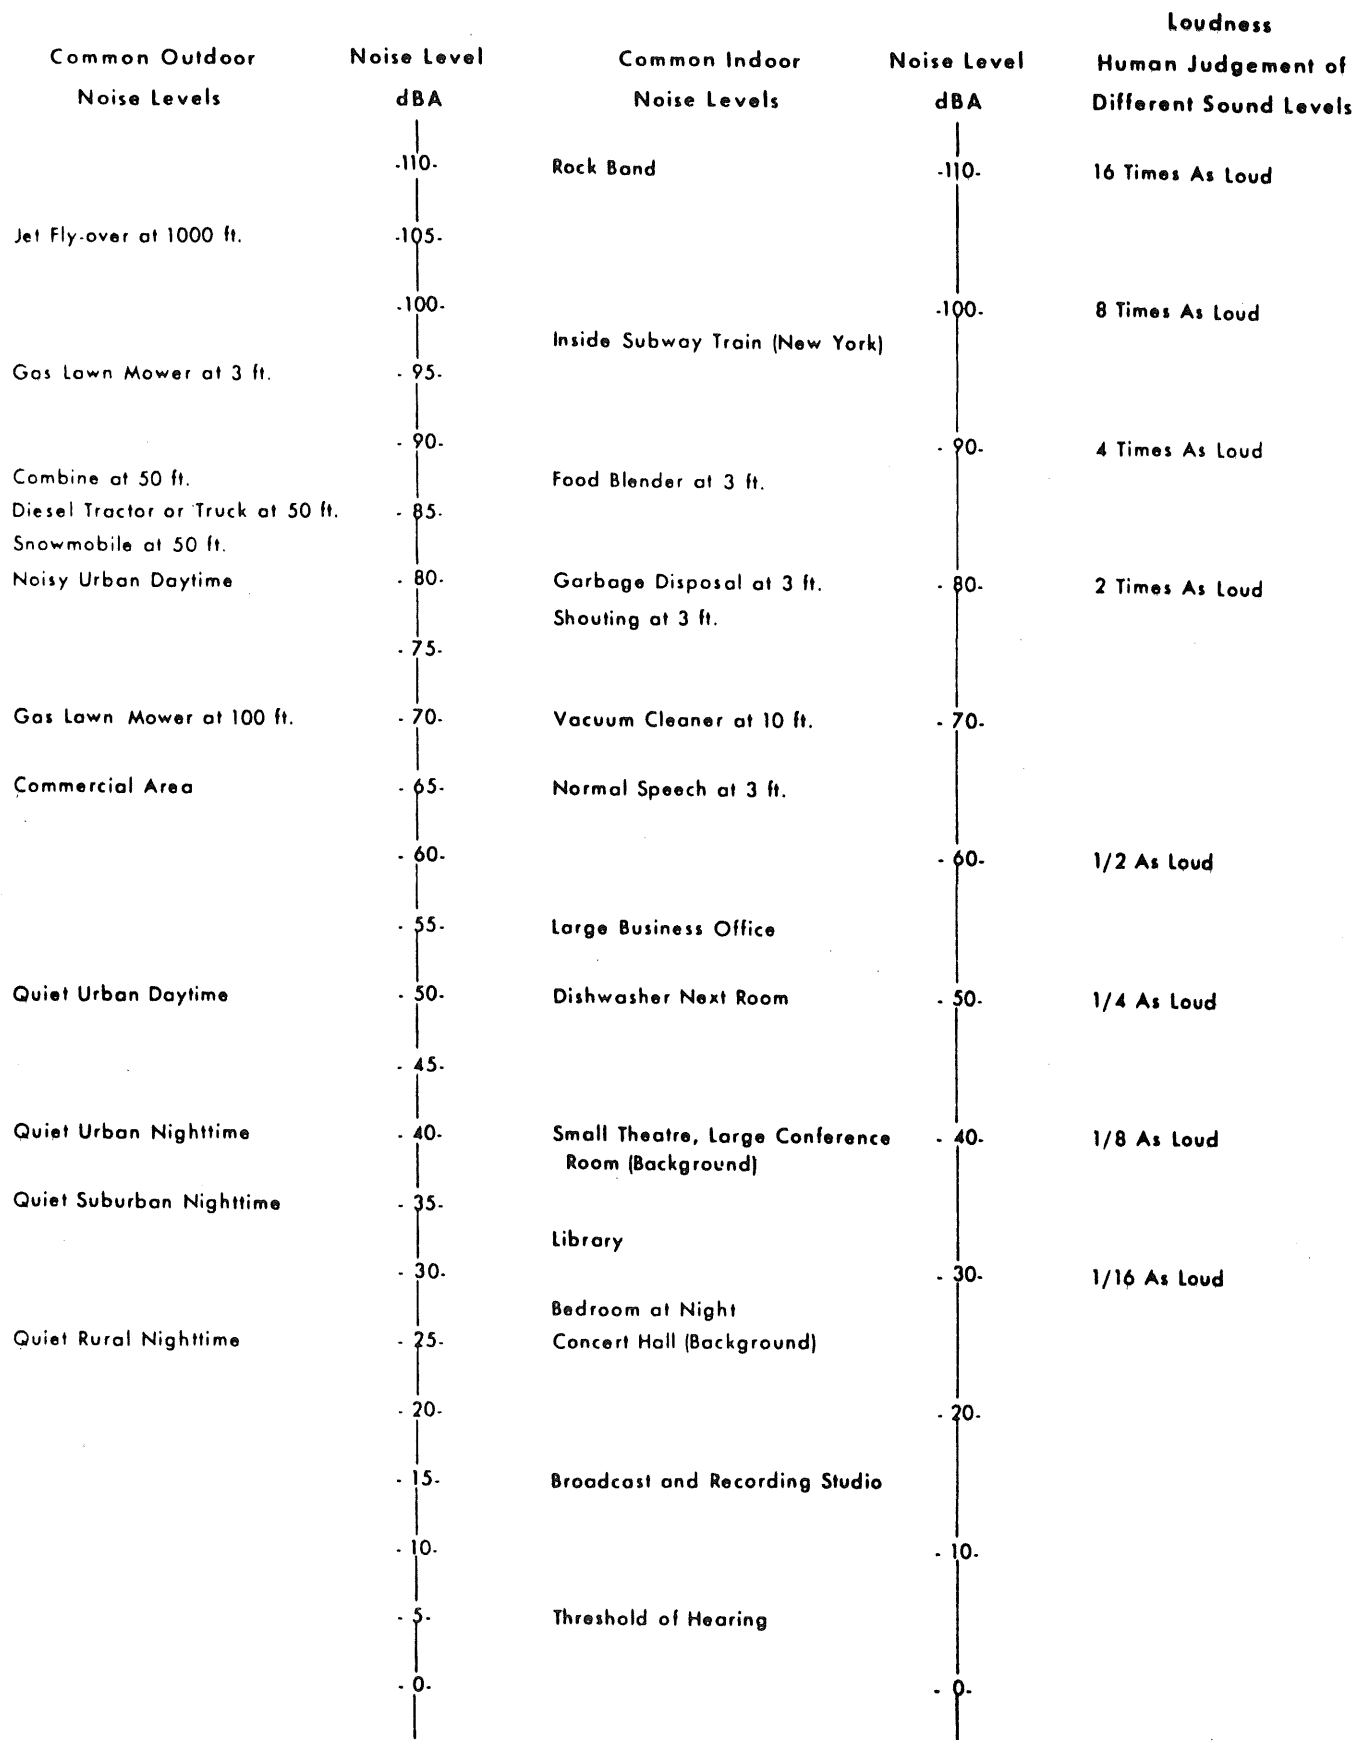 Loudness
Common Outdoor Noise Level Common Indoor Noise Level Human Judgement of
Noise Levels dBA Noise Levels dBA Different Sound Levels
-110- Rock Band -110- 16 Times As Loud
Jet Fly-over at 1000 ft. -105-
-100- -100- 8 Times As Loud
Inside Subway Train (New York)
Gas Lawn Mower at 3 ft. - 95-
- 90- - 90- 4 Times As Loud
Combine at 50 ft. Food Blender at 3 ft.
Diesel Tractor or Truck at 50 ft. - 85-
Snowmobile at 50 ft.
Noisy Urban Daytime - 80- Garbage Disposal at 3 ft. - 80- 2 Times As Loud
Shouting at 3 ft.
- 75-
Gas Lawn Mower at 100 ft. - 70- Vacuum Cleaner at 10 ft. - 70-
Commercial Area - 65- Normal Speech at 3 ft.
- 60- - 60- 1/2 As Loud
- 55- Large Business Office
Quiet Urban Daytime - 50- Dishwasher Next Room - 50- 1/4 As Loud
- 45-
Quiet Urban Nighttime - 40- Small Theatre, Large Conference - 40- 1/8 As Loud
Room (Background)
Quiet Suburban Nighttime - 35-
Library
- 30- - 30- 1/16 As Loud
Bedroom at Night
Quiet Rural Nighttime - 25- Concert Hall (Background)
- 20- - 20-
- 15- Broadcast and Recording Studio
- 10- - 10-
- 5- Threshold of Hearing
- 0- - 0-